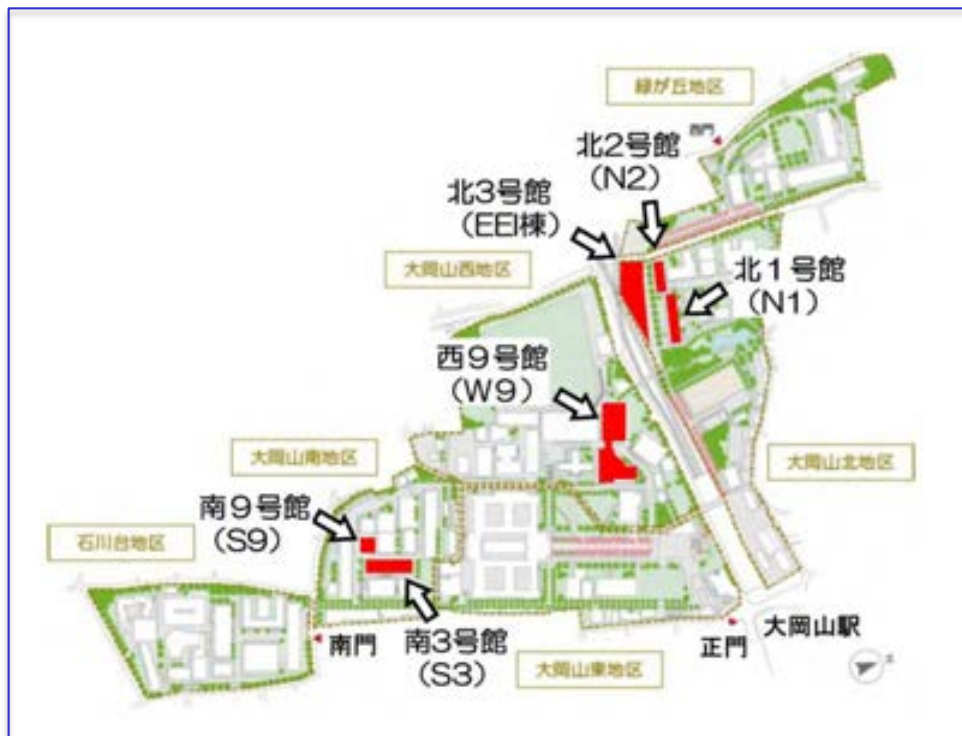 緑が丘地区
西門
北2号館
(N2)
北3号館
(EEI棟)
大岡山西地区
北１号館
(N1)
西９号館
(W９)
大岡山南地区
大岡山北地区
南９号館
(S9)
石川台地区
南門
南3号館
(S3)
大岡山東地区
正門
大岡山駅